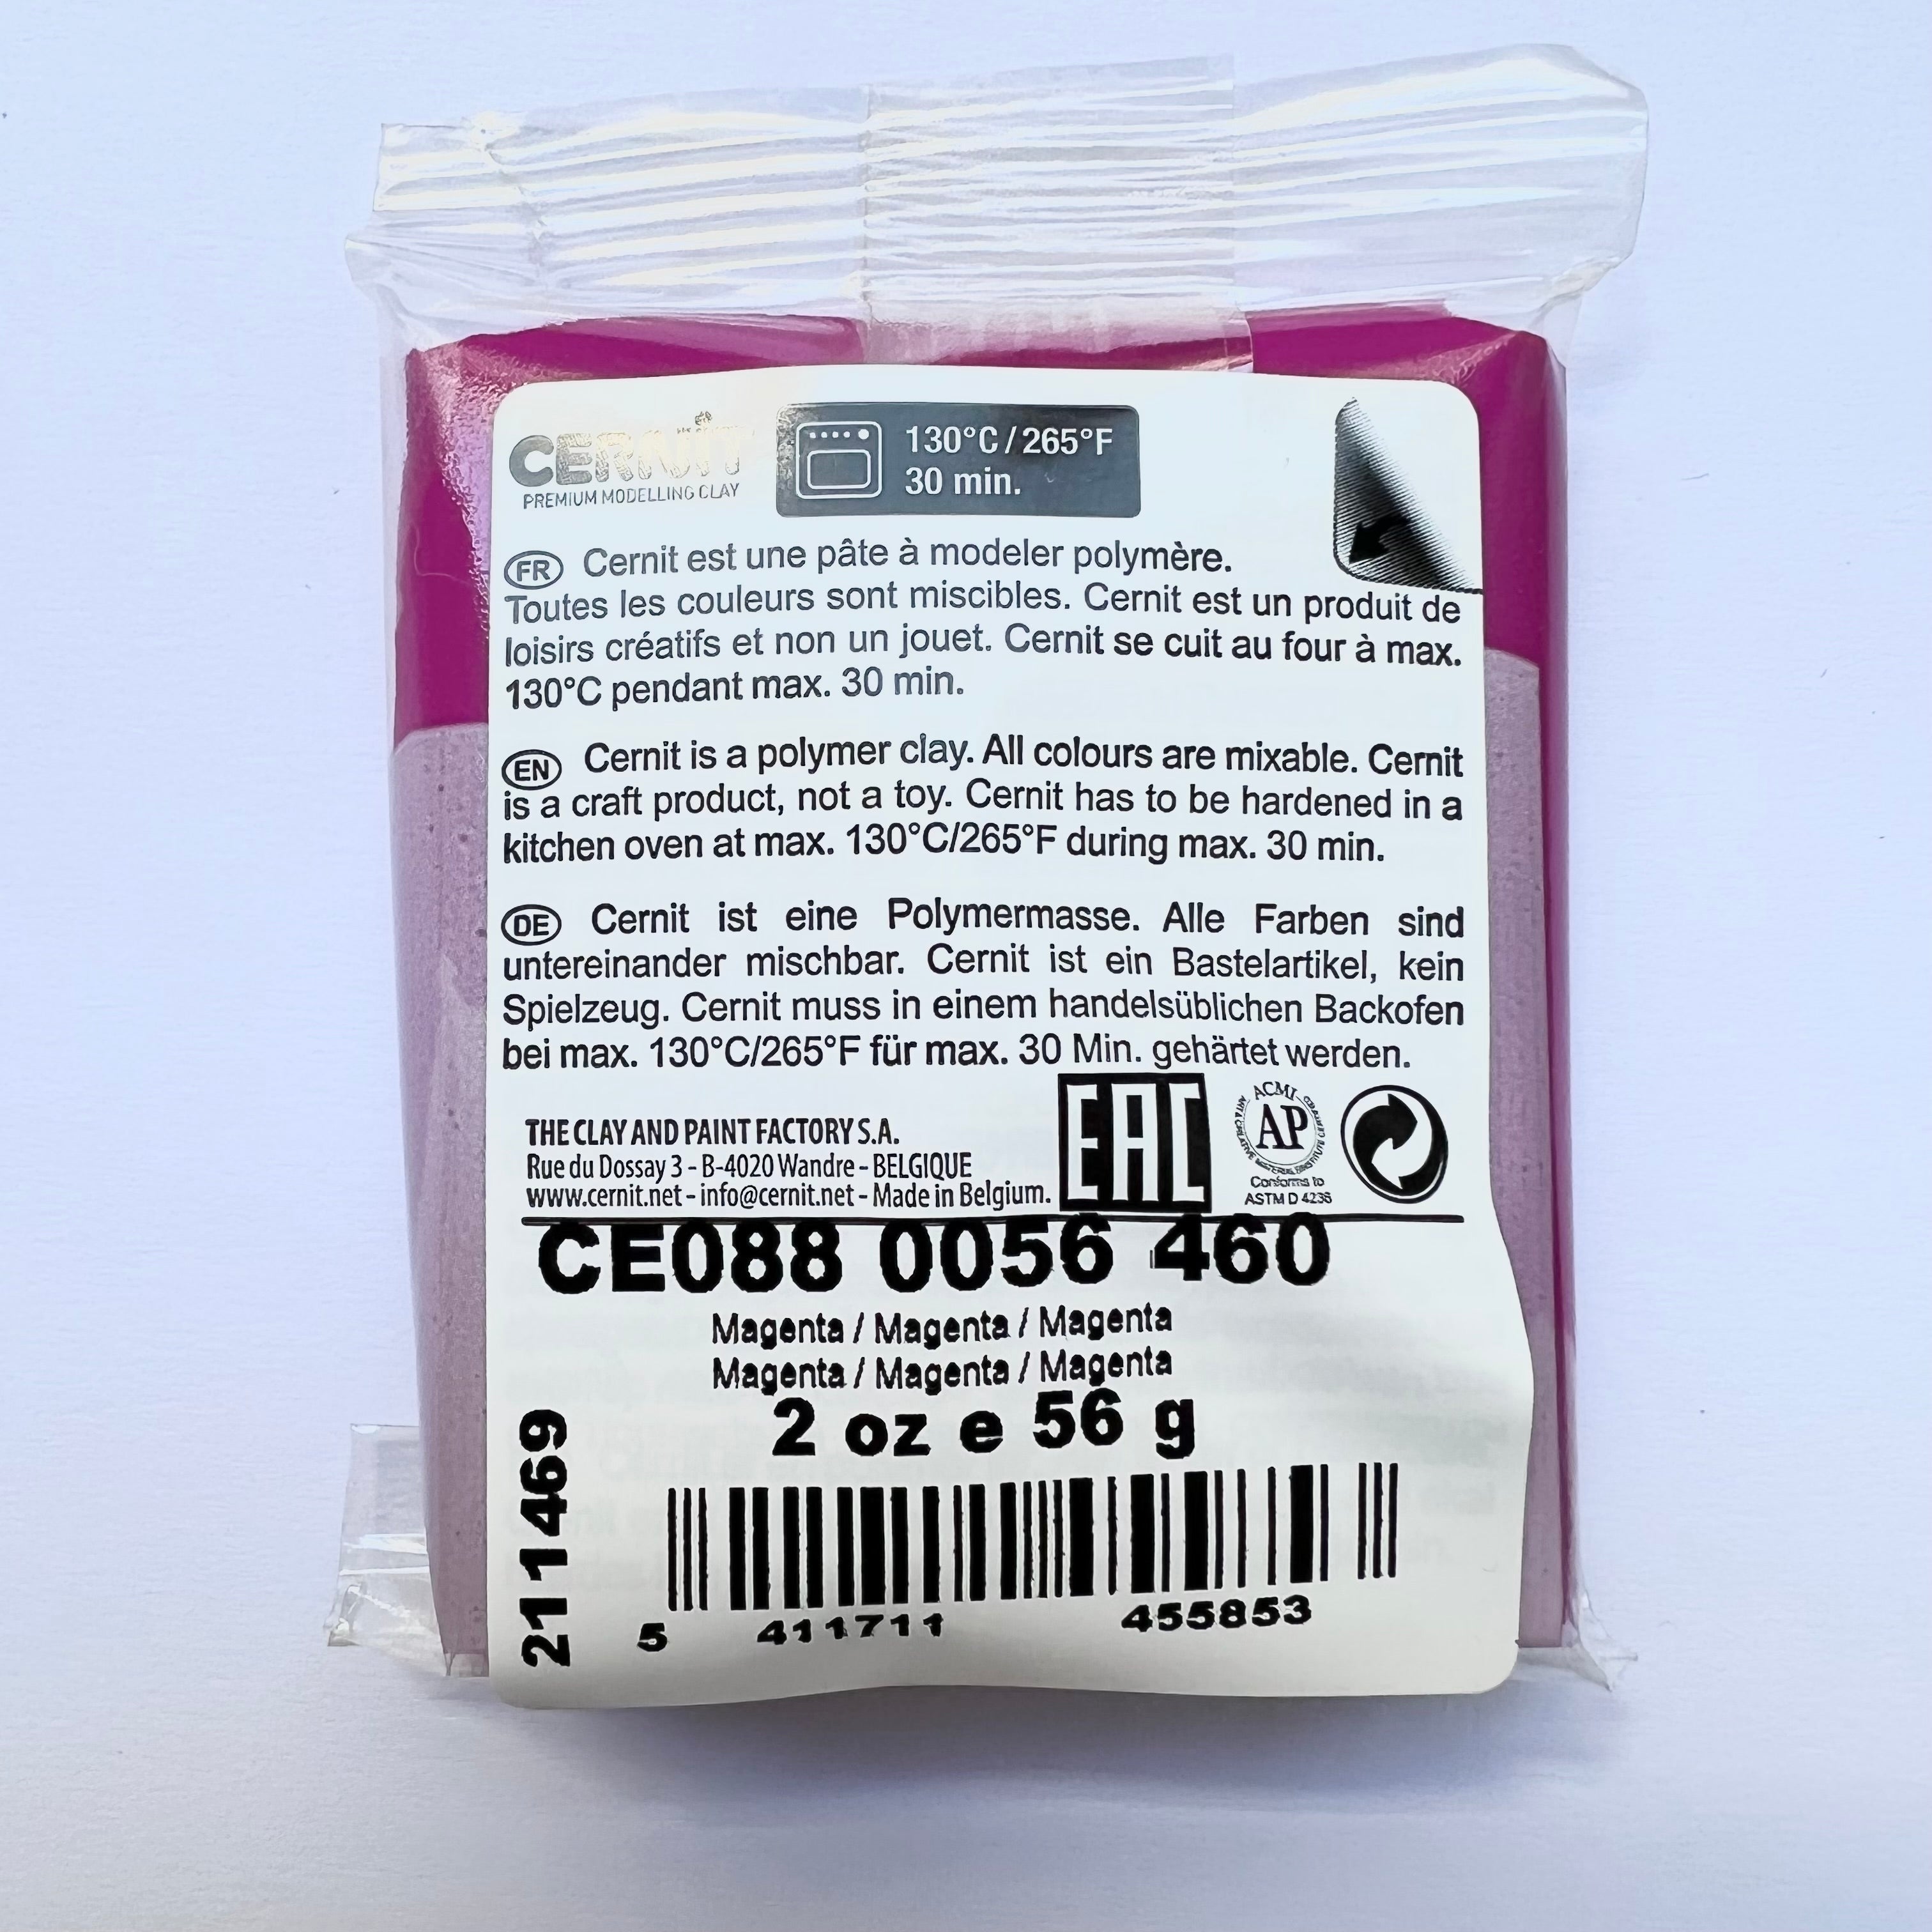 CERNIT
PREMIUM MODELLING CLAY
130°C/265°F
30 min.
FR Cernit est une pâte à modeler polymère.
Toutes les couleurs sont miscibles. Cernit est un produit de
loisirs créatifs et non un jouet. Cernit se cuit au four à max.
130°C pendant max. 30 min.
EN Cernit is a polymer clay. All colours are mixable. Cernit
is a craft product, not a toy. Cernit has to be hardened in a
kitchen oven at max. 130°C/265°F during max. 30 min.
DE Cernit ist eine Polymermasse. Alle Farben sind
untereinander mischbar. Cernit ist ein Bastelartikel, kein
Spielzeug. Cernit muss in einem handelsüblichen Backofen
bei max. 130°C/265°F für max. 30 Min. gehärtet werden.
THE CLAY AND PAINT FACTORY S.A.
Rue du Dossay 3 - B-4020 Wandre - BELGIQUE
www.cernit.net - info@cernit.net - Made in Belgium.
EAC
ACMI
AP
ART & CREATIVE MATERIALS INSTITUTE CERTIFIED
Conforms to
ASTM D 4236
CE088 0056 460
Magenta / Magenta / Magenta
Magenta / Magenta / Magenta
2 oz e 56 g
211469
5 411711 455853